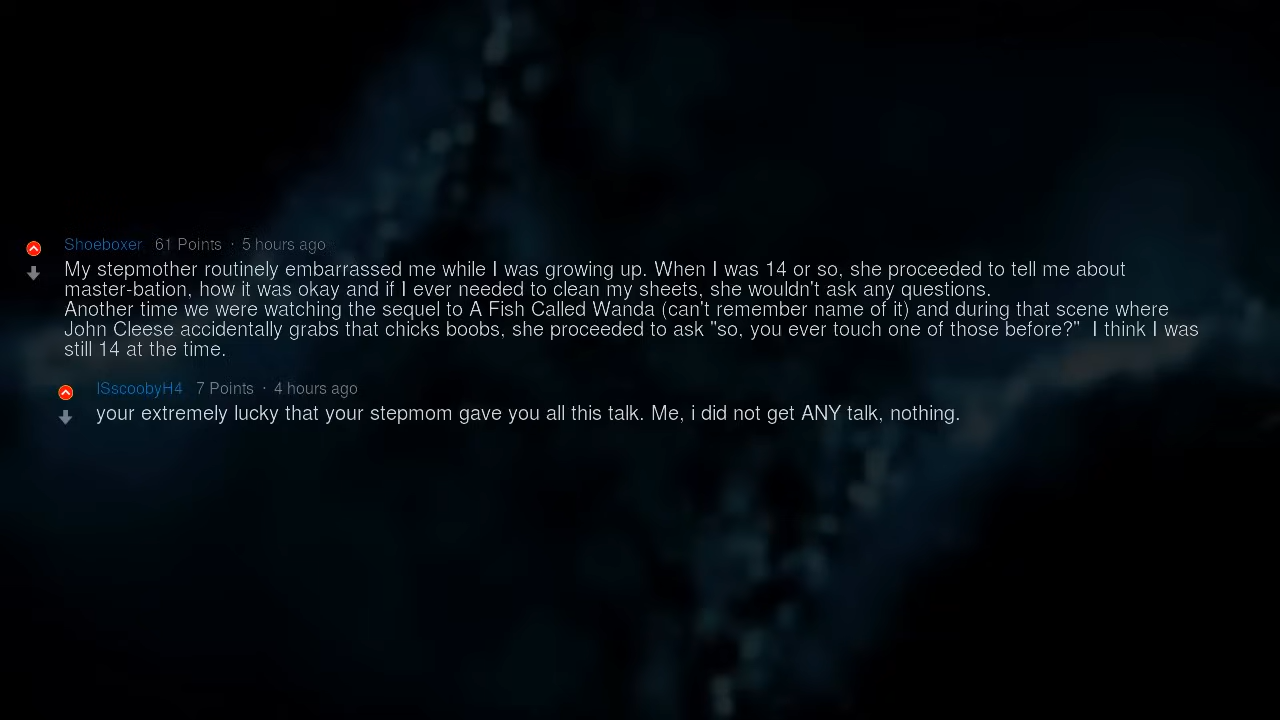 Shoeboxer 61 Points · 5 hours ago
My stepmother routinely embarrassed me while I was growing up. When I was 14 or so, she proceeded to tell me about
master-bation, how it was okay and if I ever needed to clean my sheets, she wouldn't ask any questions.
Another time we were watching the sequel to A Fish Called Wanda (can't remember name of it) and during that scene where
John Cleese accidentally grabs that chicks boobs, she proceeded to ask "so, you ever touch one of those before?" I think I was
still 14 at the time.
ISscoobyH4 7 Points · 4 hours ago
your extremely lucky that your stepmom gave you all this talk. Me, i did not get ANY talk, nothing.